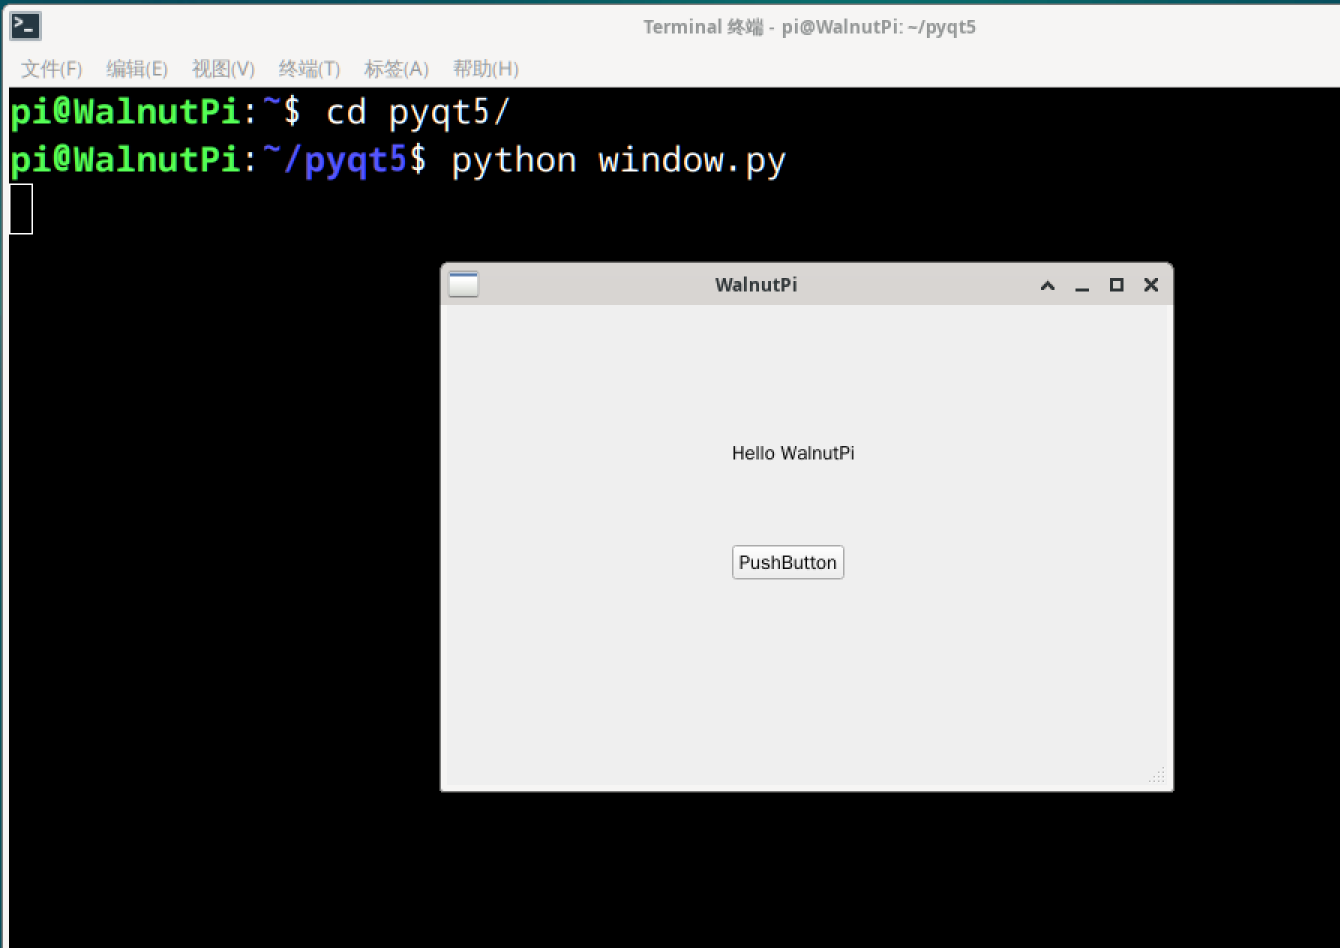 Terminal 终端 - pi@WalnutPi: ~/pyqt5
文件(F) 编辑(E) 视图(V) 终端(T) 标签(A) 帮助(H)
pi@WalnutPi:~$ cd pyqt5/
pi@WalnutPi:~/pyqt5$ python window.py
WalnutPi
Hello WalnutPi
PushButton